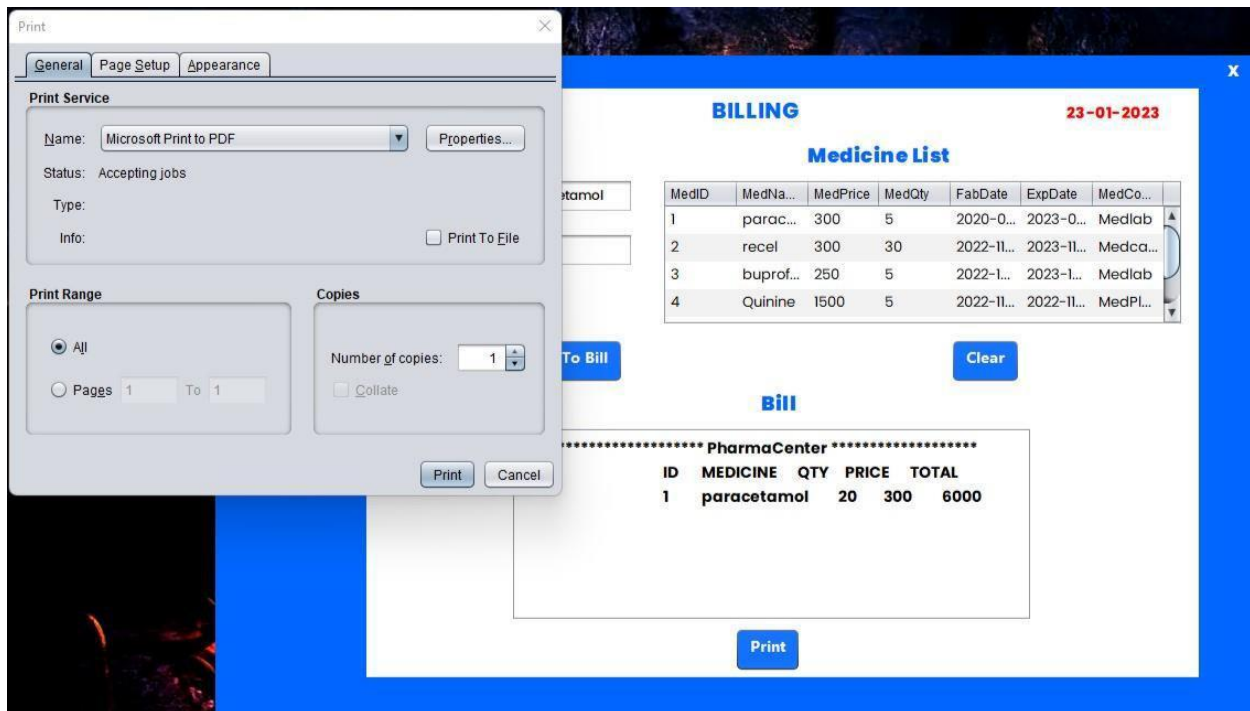 Print
General Page Setup Appearance
Print Service
Name: Microsoft Print to PDF Properties...
Status: Accepting jobs
Type:
Info: Print To File
Print Range
All
Pages 1 To 1
Copies
Number of copies: 1
Collate
Print Cancel
X
BILLING 23-01-2023
Medicine List
etamol
MedID MedNa... MedPrice MedQty FabDate ExpDate MedCo...
1 parac... 300 5 2020-0... 2023-0... Medlab
2 recel 300 30 2022-11... 2023-11... Medca...
3 buprof... 250 5 2022-1... 2023-1... Medlab
4 Quinine 1500 5 2022-11... 2022-11... MedPl...
To Bill Clear
Bill
******************* PharmaCenter *******************
ID MEDICINE QTY PRICE TOTAL
1 paracetamol 20 300 6000
Print